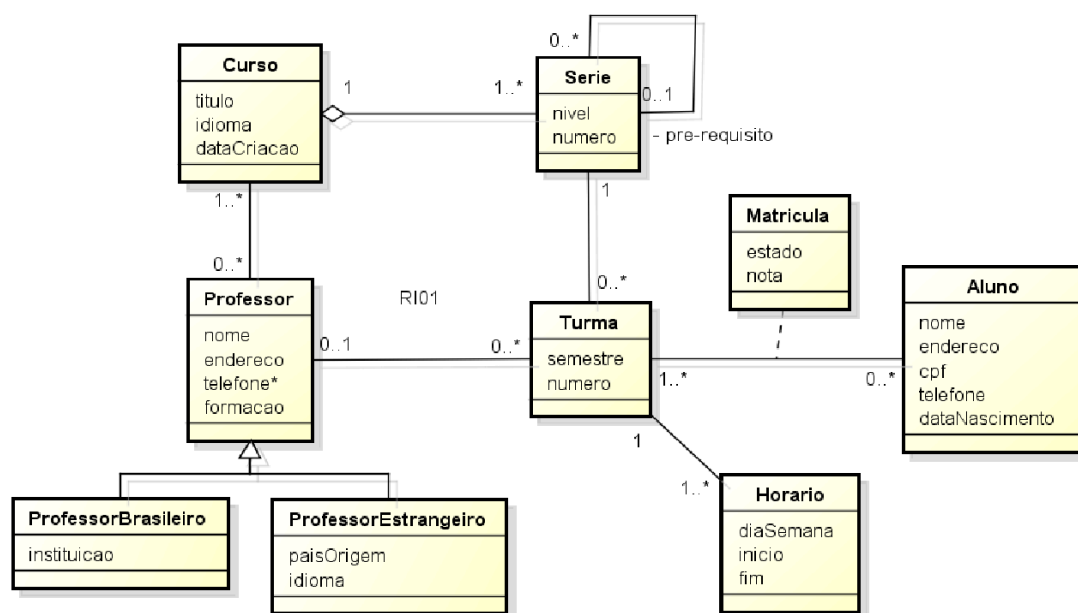 Curso
titulo
idioma
dataCriacao
1
1..*
Serie
nivel
numero
0..*
0..1
- pre-requisito
1..*
0..*
1
0..*
Professor
nome
endereco
telefone*
formacao
RI01
0..1
0..*
Turma
semestre
numero
Matricula
estado
nota
1..*
0..*
Aluno
nome
endereco
cpf
telefone
dataNascimento
1
1..*
Horario
diaSemana
inicio
fim
ProfessorBrasileiro
instituicao
ProfessorEstrangeiro
paisOrigem
idioma